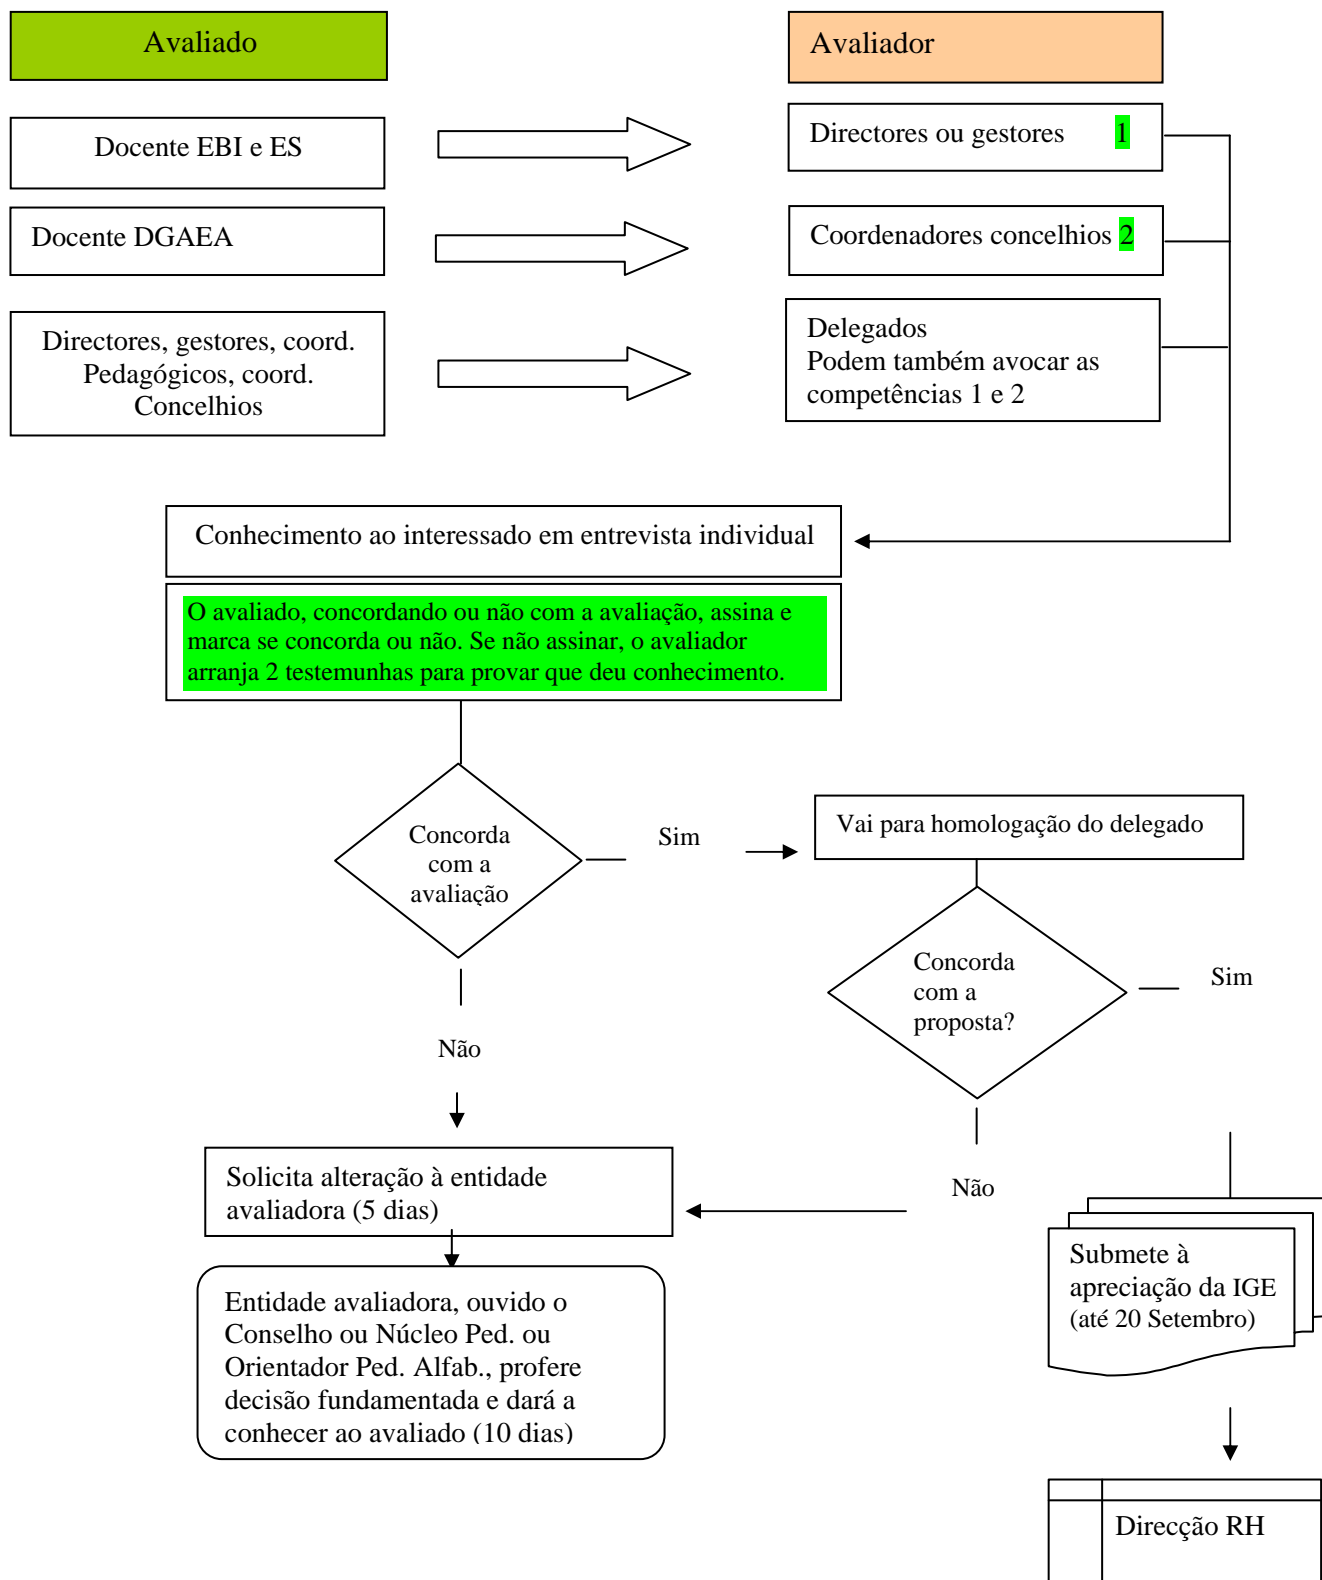 Avaliado
Avaliador
Docente EBI e ES
Directores ou gestores 1
Docente DGAEA
Coordenadores concelhios 2
Directores, gestores, coord.
Pedagógicos, coord.
Concelhios
Delegados
Podem também avocar as
competências 1 e 2
Conhecimento ao interessado em entrevista individual
O avaliado, concordando ou não com a avaliação, assina e
marca se concorda ou não. Se não assinar, o avaliador
arranja 2 testemunhas para provar que deu conhecimento.
Concorda
com a
avaliação
Sim
Vai para homologação do delegado
Concorda
com a
proposta?
Sim
Não
Não
Solicita alteração à entidade
avaliadora (5 dias)
Submete à
apreciação da IGE
(até 20 Setembro)
Entidade avaliadora, ouvido o
Conselho ou Núcleo Ped. ou
Orientador Ped. Alfab., profere
decisão fundamentada e dará a
conhecer ao avaliado (10 dias)
Direcção RH